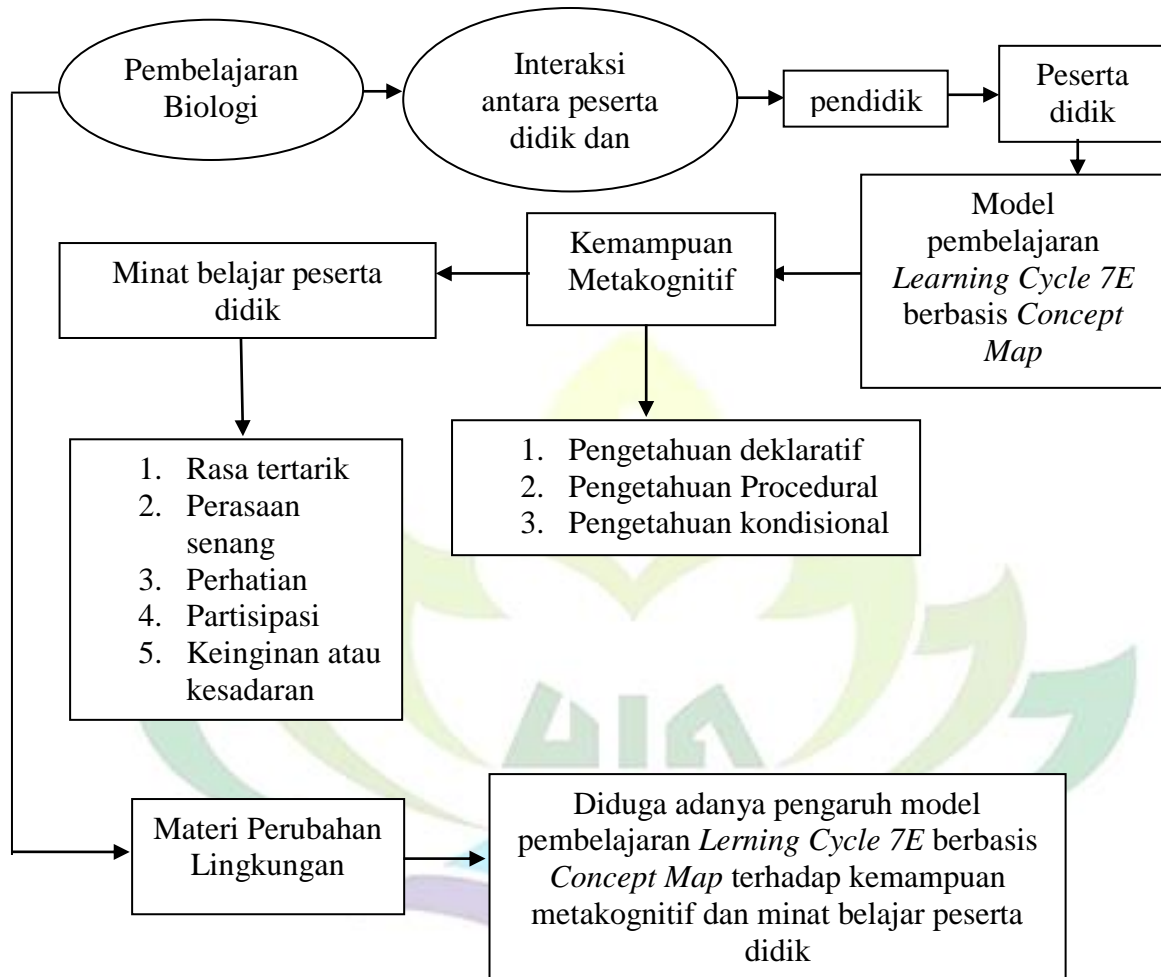 Pembelajaran
Biologi
Interaksi
antara peserta
didik dan
pendidik
Peserta
didik
Model
pembelajaran
Learning Cycle 7E
berbasis Concept
Map
Kemampuan
Metakognitif
Minat belajar peserta
didik
1. Rasa tertarik
2. Perasaan
senang
3. Perhatian
4. Partisipasi
5. Keinginan atau
kesadaran
1. Pengetahuan deklaratif
2. Pengetahuan Procedural
3. Pengetahuan kondisional
UIN
Materi Perubahan
Lingkungan
Diduga adanya pengaruh model
pembelajaran Lerning Cycle 7E berbasis
Concept Map terhadap kemampuan
metakognitif dan minat belajar peserta
didik